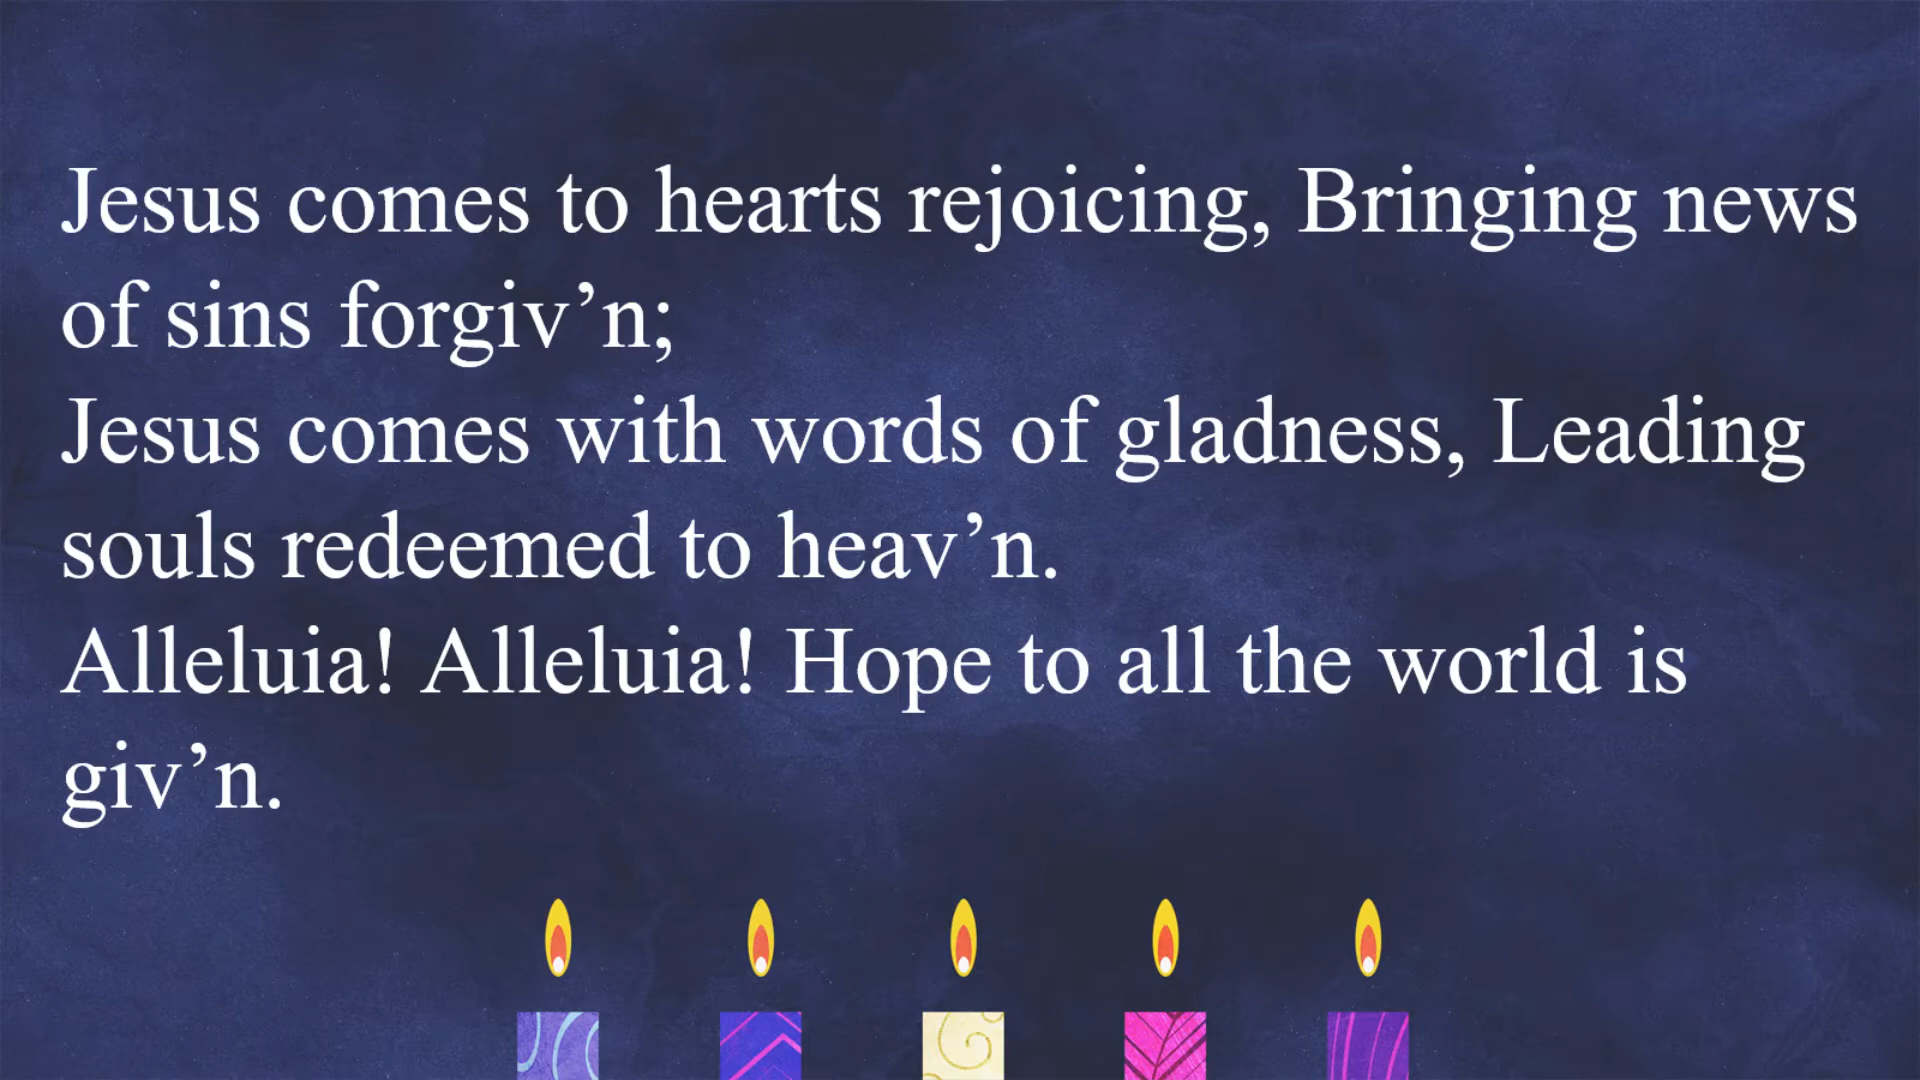 Jesus comes to hearts rejoicing, Bringing news
of sins forgiv’n;
Jesus comes with words of gladness, Leading
souls redeemed to heav’n.
Alleluia! Alleluia! Hope to all the world is
giv’n.